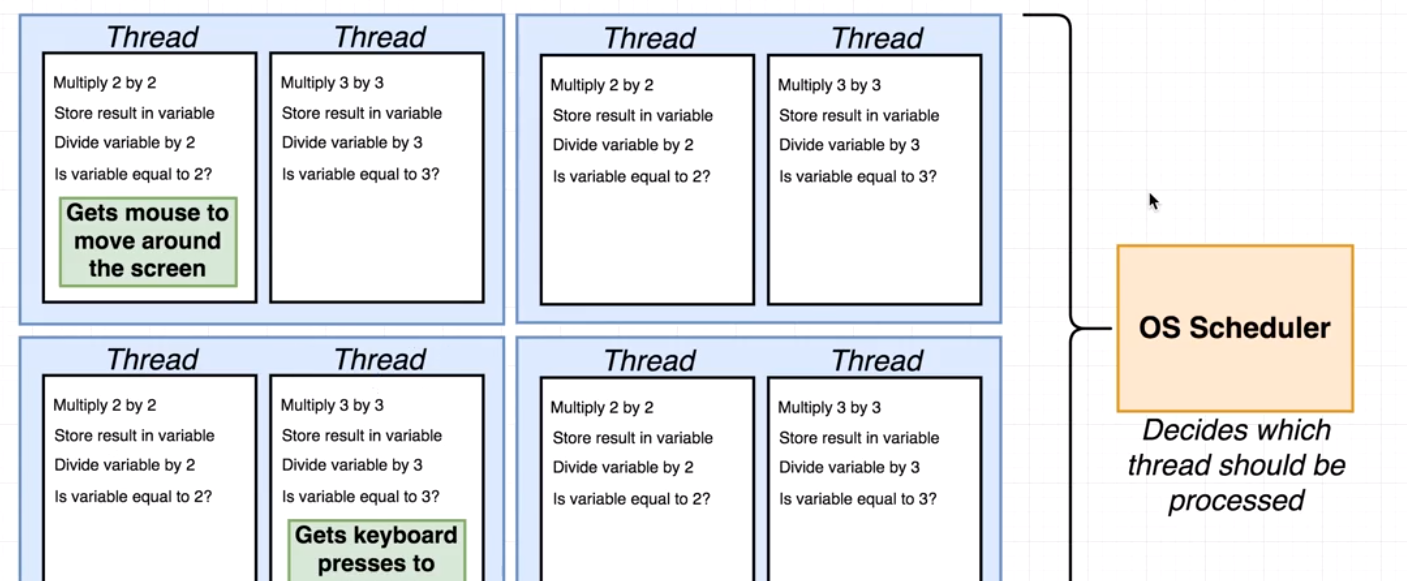 Thread
Multiply 2 by 2
Store result in variable
Divide variable by 2
Is variable equal to 2?
Gets mouse to
move around
the screen
Thread
Multiply 3 by 3
Store result in variable
Divide variable by 3
Is variable equal to 3?
Thread
Multiply 2 by 2
Store result in variable
Divide variable by 2
Is variable equal to 2?
Thread
Multiply 3 by 3
Store result in variable
Divide variable by 3
Is variable equal to 3?
Thread
Multiply 2 by 2
Store result in variable
Divide variable by 2
Is variable equal to 2?
Thread
Multiply 3 by 3
Store result in variable
Divide variable by 3
Is variable equal to 3?
Gets keyboard
presses to
Thread
Multiply 2 by 2
Store result in variable
Divide variable by 2
Is variable equal to 2?
Thread
Multiply 3 by 3
Store result in variable
Divide variable by 3
Is variable equal to 3?
OS Scheduler
Decides which
thread should be
processed